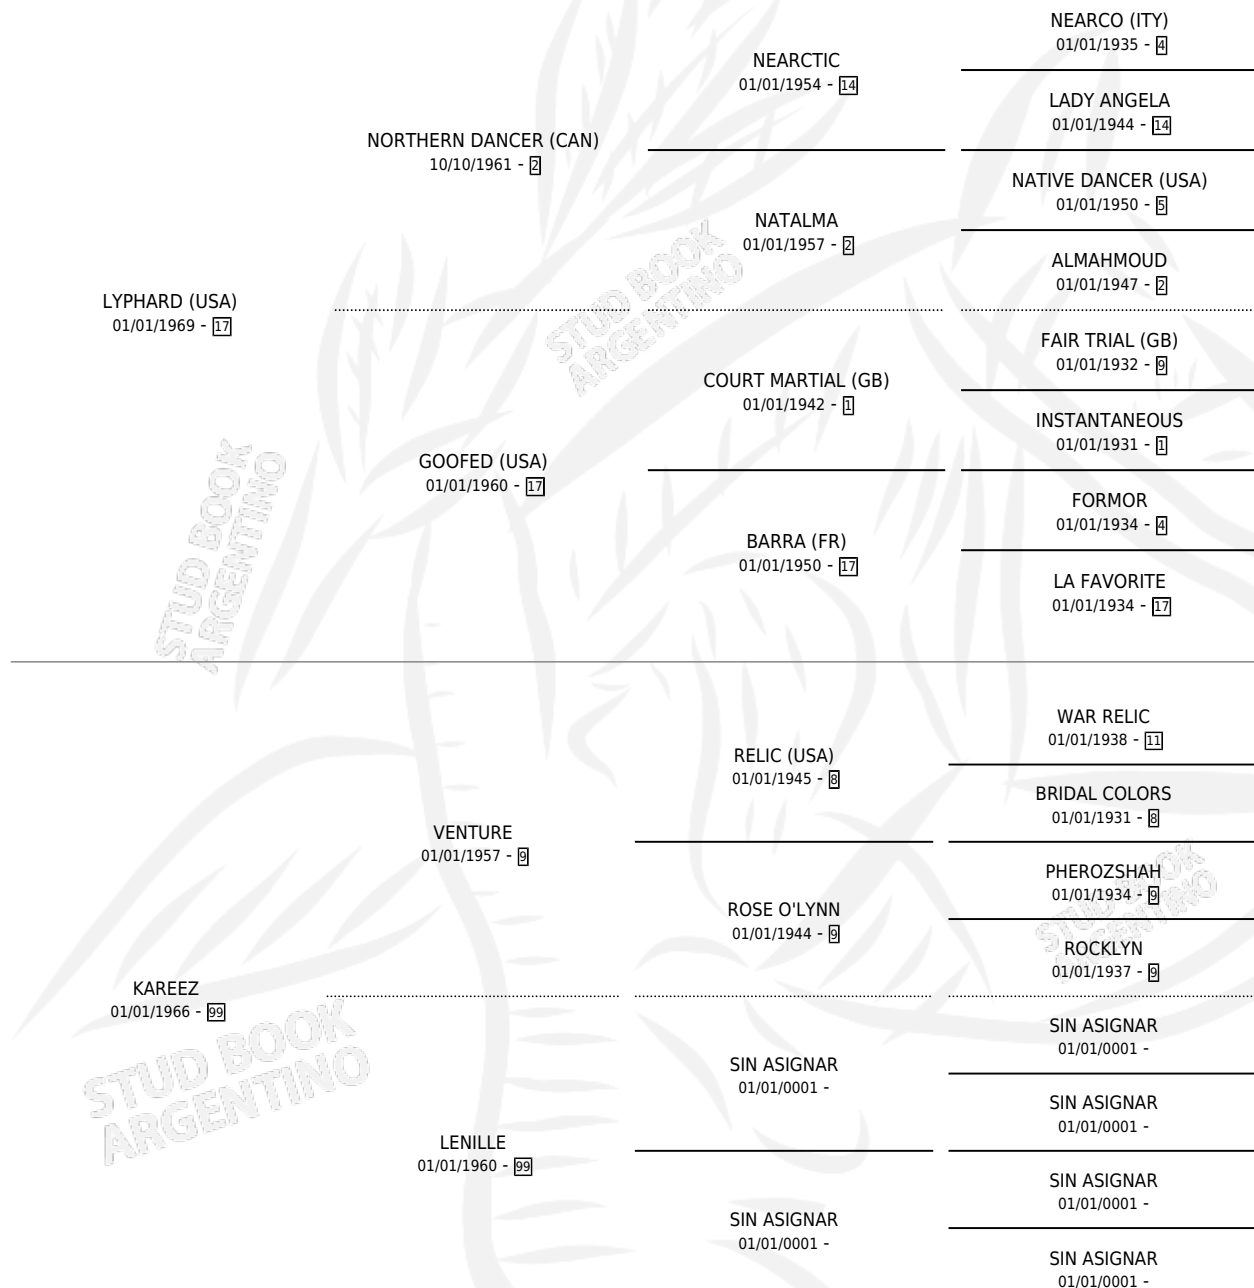 NEARCO (ITY)
01/01/1935 - 4
NEARCTIC
01/01/1954 - 14
LADY ANGELA
01/01/1944 - 14
NORTHERN DANCER (CAN)
10/10/1961 - 2
NATIVE DANCER (USA)
01/01/1950 - 5
NATALMA
01/01/1957 - 2
ALMAHMOUD
01/01/1947 - 2
LYPHARD (USA)
01/01/1969 - 17
STUD BOOK
ARGENTINO
FAIR TRIAL (GB)
01/01/1932 - 9
COURT MARTIAL (GB)
01/01/1942 - 1
INSTANTANEOUS
01/01/1931 - 1
GOOFED (USA)
01/01/1960 - 17
FORMOR
01/01/1934 - 4
BARRA (FR)
01/01/1950 - 17
LA FAVORITE
01/01/1934 - 17
STUD BOOK
ARGENTINO
WAR RELIC
01/01/1938 - 11
RELIC (USA)
01/01/1945 - 8
BRIDAL COLORS
01/01/1931 - 8
VENTURE
01/01/1957 - 9
PHEROZSHAH
01/01/1934 - 9
ROSE O'LYNN
01/01/1944 - 9
ROCKLYN
01/01/1937 - 9
STUD BOOK
ARGENTINO
KAREEZ
01/01/1966 - 99
SIN ASIGNAR
01/01/0001 -
SIN ASIGNAR
01/01/0001 -
SIN ASIGNAR
01/01/0001 -
STUD BOOK
ARGENTINO
LENILLE
01/01/1960 - 99
SIN ASIGNAR
01/01/0001 -
SIN ASIGNAR
01/01/0001 -
SIN ASIGNAR
01/01/0001 -